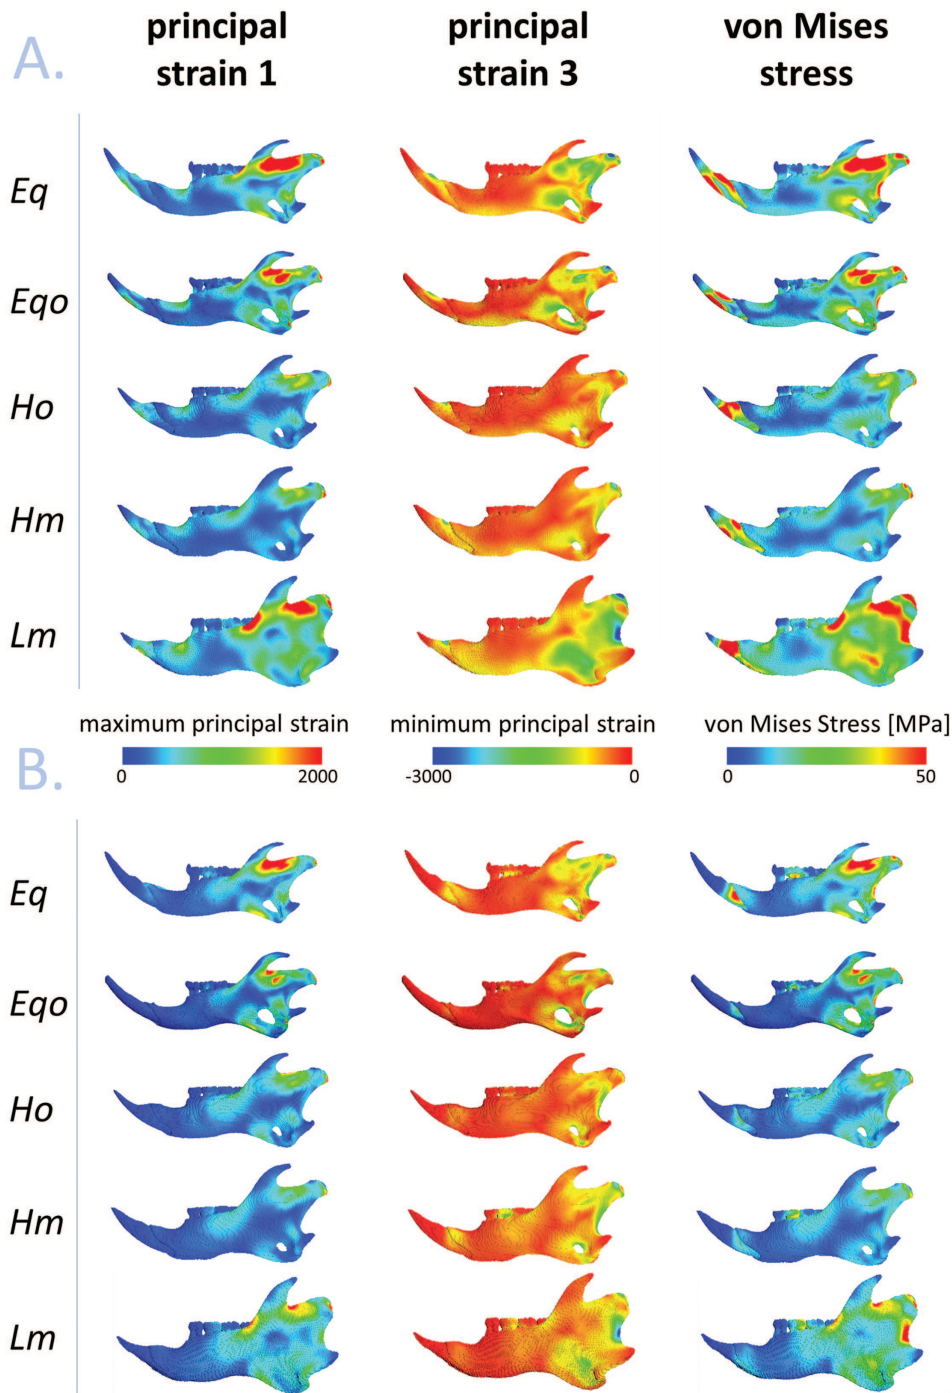 A.
principal strain 1
principal strain 3
von Mises stress
Eq
Eqo
Ho
Hm
Lm
maximum principal strain
0 2000
minimum principal strain
-3000 0
von Mises Stress [MPa]
0 50
B.
Eq
Eqo
Ho
Hm
Lm